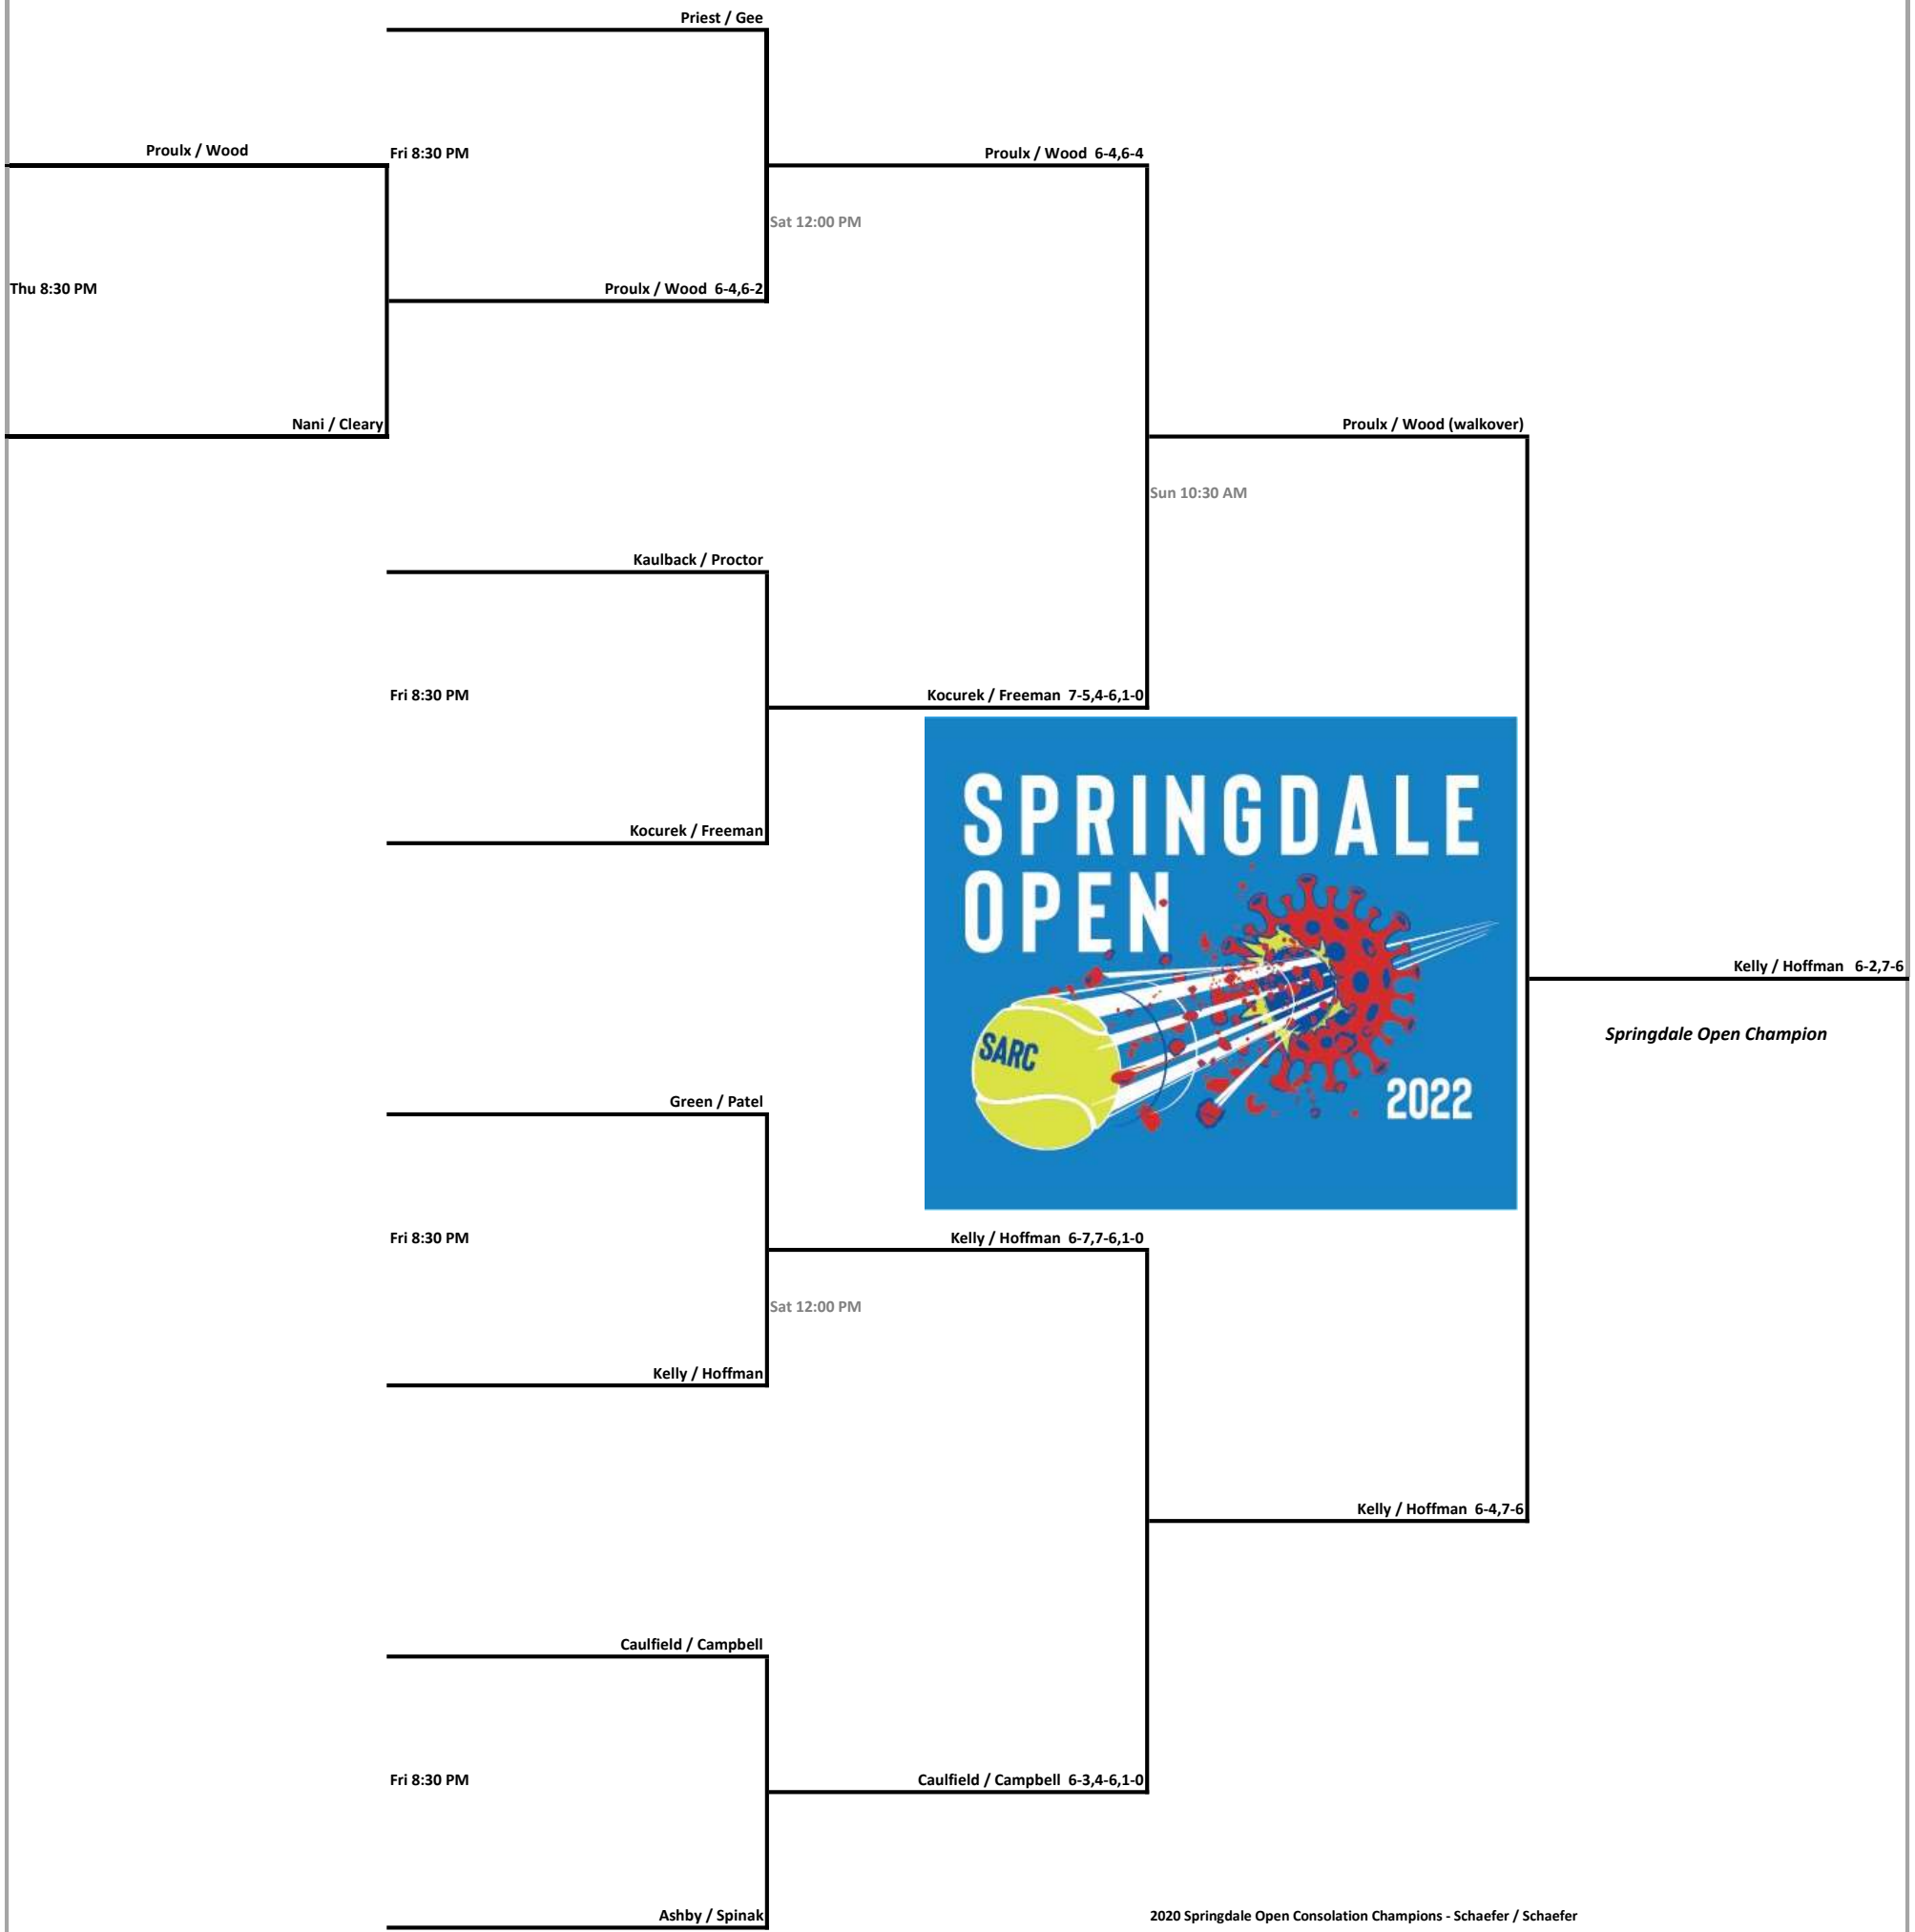 Priest / Gee
Proulx / Wood
Fri 8:30 PM
Proulx / Wood 6-4,6-4
Sat 12:00 PM
Thu 8:30 PM
Proulx / Wood 6-4,6-2
Nani / Cleary
Proulx / Wood (walkover)
Sun 10:30 AM
Kaulback / Proctor
Fri 8:30 PM
Kocurek / Freeman 7-5,4-6,1-0
Kocurek / Freeman
SPRINGDALE
OPEN
SARC
2022
Kelly / Hoffman 6-2,7-6
Springdale Open Champion
Green / Patel
Fri 8:30 PM
Kelly / Hoffman 6-7,7-6,1-0
Sat 12:00 PM
Kelly / Hoffman
Kelly / Hoffman 6-4,7-6
Caulfield / Campbell
Fri 8:30 PM
Caulfield / Campbell 6-3,4-6,1-0
Ashby / Spinak
2020 Springdale Open Consolation Champions - Schaefer / Schaefer